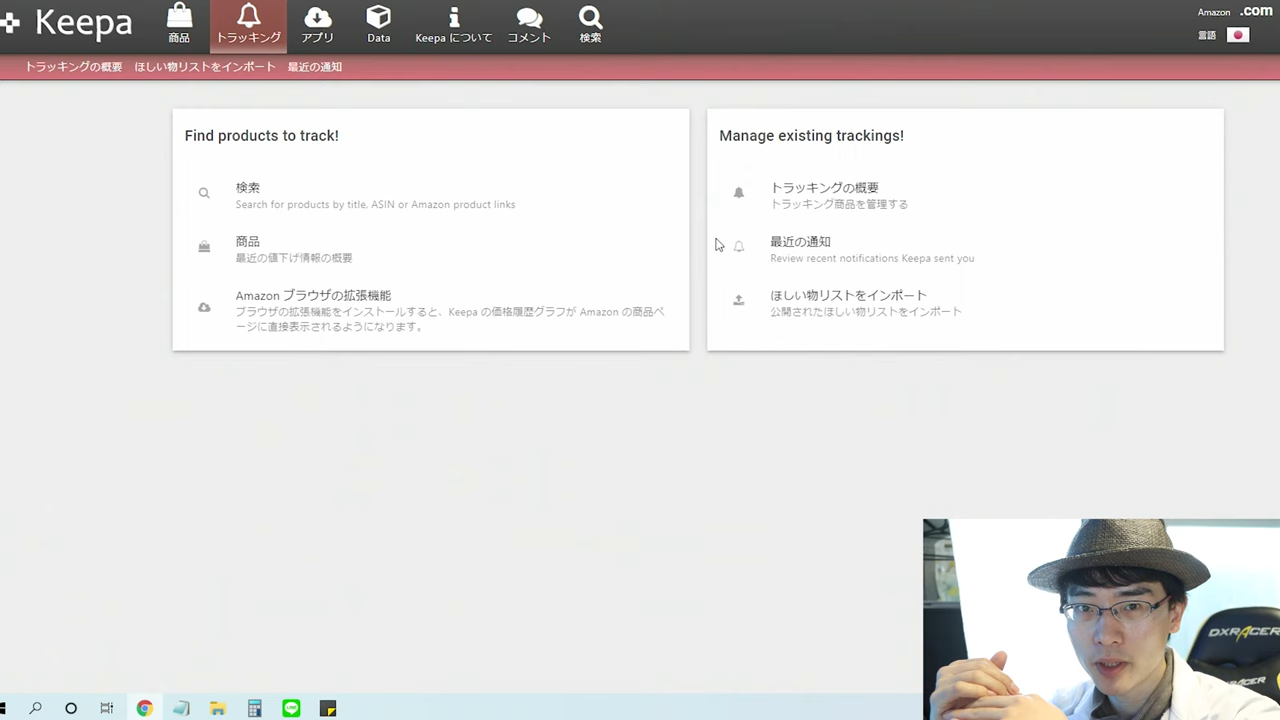 Keepa
商品
トラッキング
アプリ
Data
Keepa について
コメント
検索
Amazon .com
言語
トラッキングの概要 ほしい物リストをインポート 最近の通知
Find products to track!
検索
Search for products by title, ASIN or Amazon product links
商品
最近の値下げ情報の概要
Amazon ブラウザの拡張機能
ブラウザの拡張機能をインストールすると、Keepa の価格履歴グラフが Amazon の商品ペ
ージに直接表示されるようになります。
Manage existing trackings!
トラッキングの概要
トラッキング商品を管理する
最近の通知
Review recent notifications Keepa sent you
ほしい物リストをインポート
公開されたほしい物リストをインポート
DXRACER
LINE